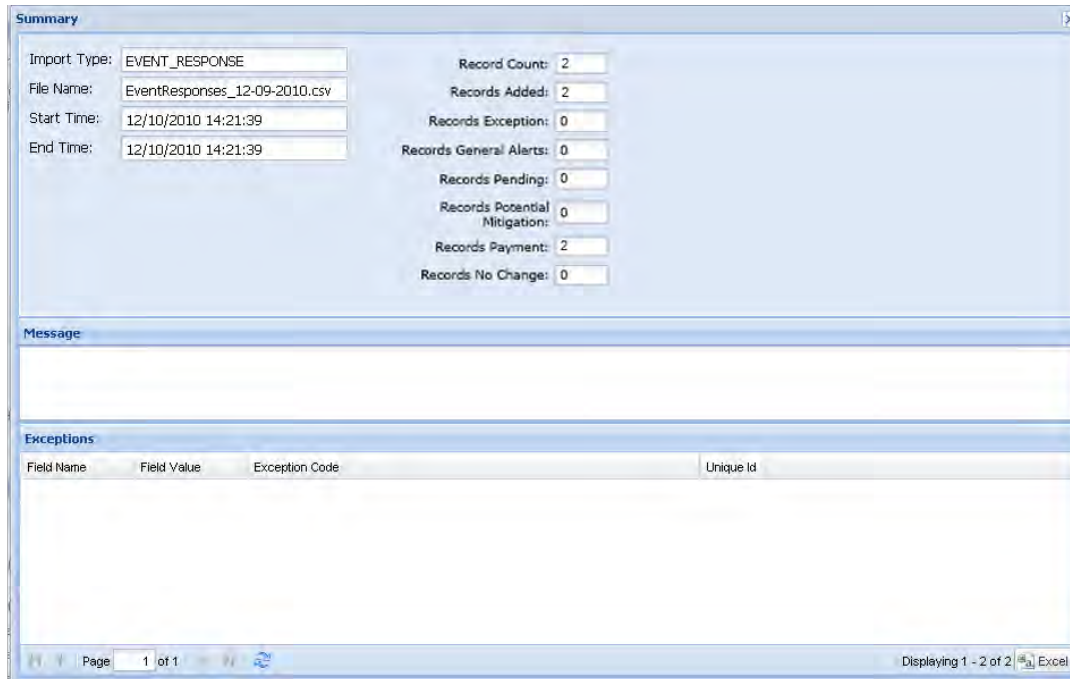 Summary
Import Type: EVENT_RESPONSE
File Name: EventResponses_12-09-2010.csv
Start Time: 12/10/2010 14:21:39
End Time: 12/10/2010 14:21:39
Record Count: 2
Records Added: 2
Records Exception: 0
Records General Alerts: 0
Records Pending: 0
Records Potential
Mitigation: 0
Records Payment: 2
Records No Change: 0
Message
Exceptions
Field Name Field Value Exception Code Unique Id
Page 1 of 1 Displaying 1 - 2 of 2 Excel